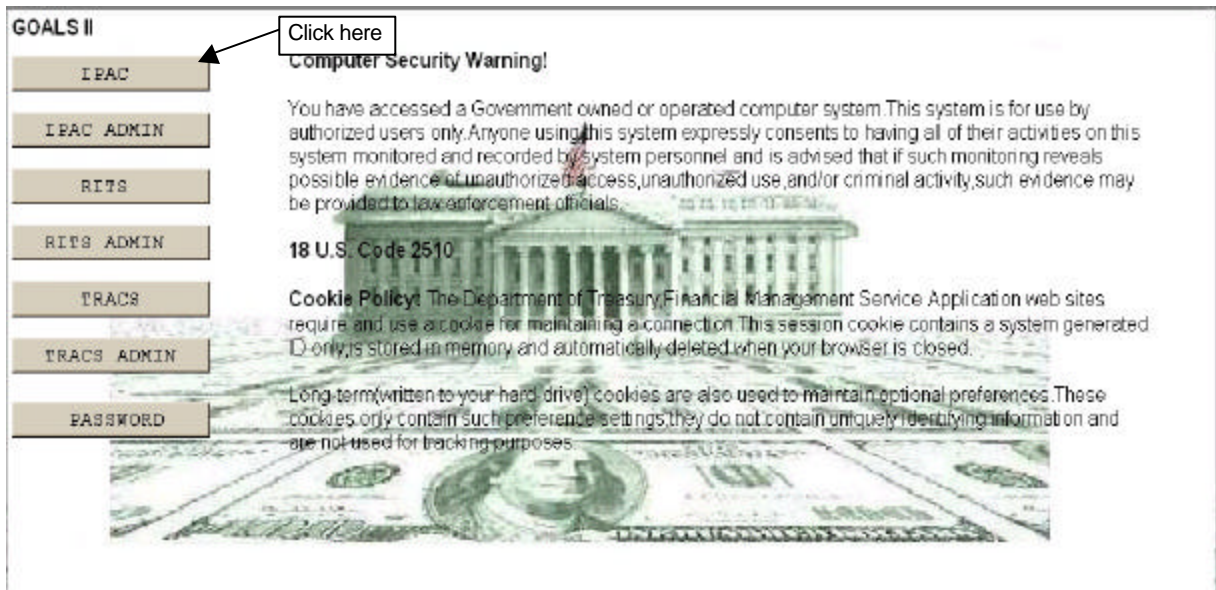 GOALS II
Click here
IPAC
IPAC ADMIN
RITS
RITS ADMIN
TRACS
TRACS ADMIN
PASSWORD
Computer Security Warning!
You have accessed a Government owned or operated computer system.This system is for use by
authorized users only.Anyone using this system expressly consents to having all of their activities on this
system monitored and recorded by system personnel and is advised that if such monitoring reveals
possible evidence of unauthorized access,unauthorized use,and/or criminal activity,such evidence may
be provided to law enforcement officials.
18 U.S. Code 2510
Cookie Policy: The Department of Treasury,Financial Management Service Application web sites
require and use a cookie for maintaining a connection.This session cookie contains a system generated
ID only,is stored in memory and automatically deleted when your browser is closed.
Long-term(written to your hard-drive) cookies are also used to maintain optional preferences.These
cookies only contain such preference settings,they do not contain uniquely identifying information and
are not used for tracking purposes.